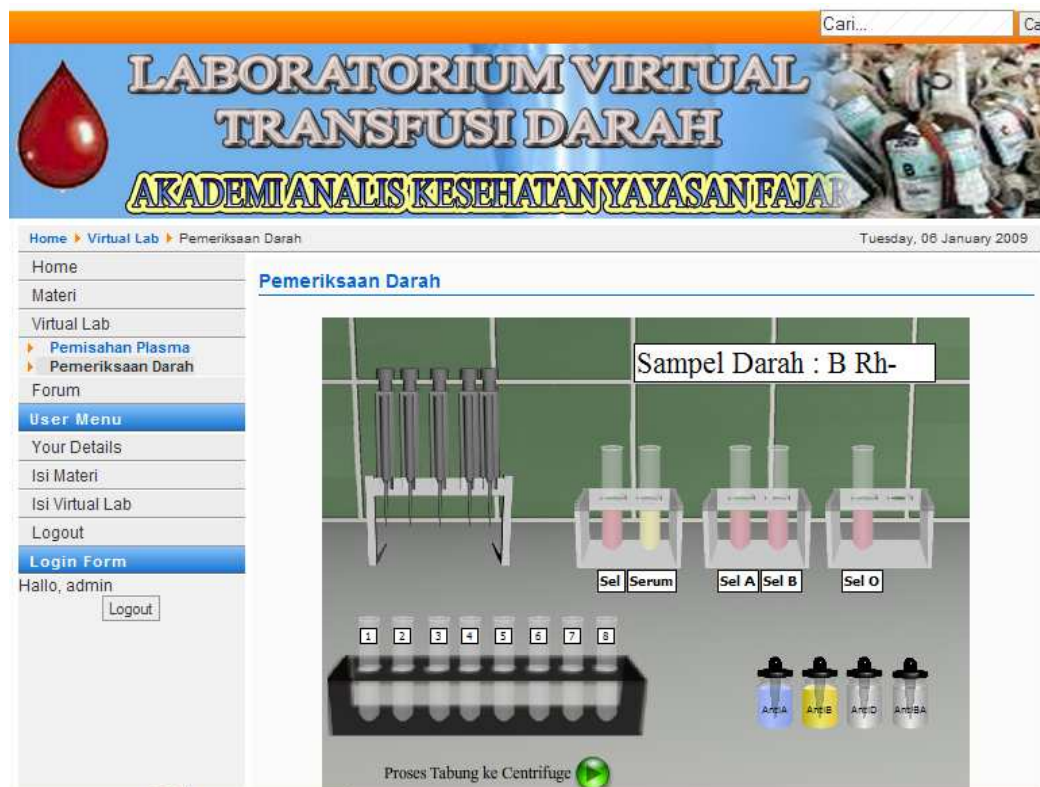 Cari...
LABORATORIUM VIRTUAL
TRANSFUSI DARAH
AKADEMI ANALIS KESEHATAN YAYASAN FAJAR
Home Virtual Lab Pemeriksaan Darah
Tuesday, 06 January 2009
Home
Materi
Virtual Lab
Pemisahan Plasma
Pemeriksaan Darah
Forum
User Menu
Your Details
Isi Materi
Isi Virtual Lab
Logout
Login Form
Hallo, admin
Logout
Pemeriksaan Darah
Sampel Darah : B Rh-
Sel Serum Sel A Sel B Sel O
1 2 3 4 5 6 7 8
AntiA AntiB AntiD AntiBA
Proses Tabung ke Centrifuge